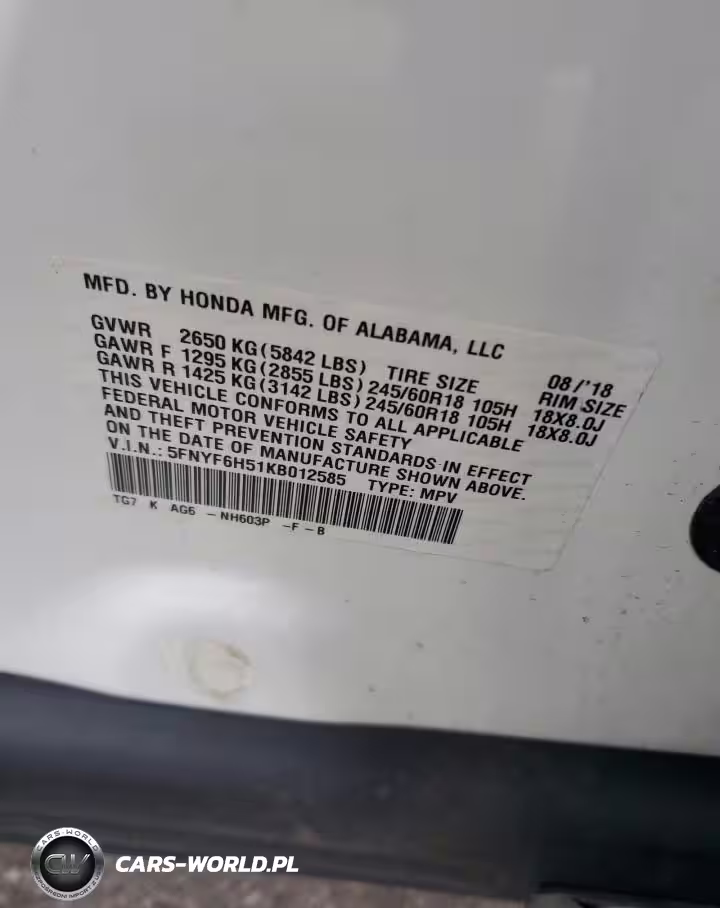 MFD. BY HONDA MFG. OF ALABAMA, LLC
08/'18
GVWR 2650 KG(5842 LBS) TIRE SIZE RIM SIZE
GAWR F 1295 KG(2855 LBS)245/60R18 105H 18X8.0J
GAWR R 1425 KG(3142 LBS)245/60R18 105H 18X8.0J
THIS VEHICLE CONFORMS TO ALL APPLICABLE
FEDERAL MOTOR VEHICLE SAFETY
AND THEFT PREVENTION STANDARDS IN EFFECT
ON THE DATE OF MANUFACTURE SHOWN ABOVE.
V.I.N.: 5FNYF6H51KB012585 TYPE: MPV
TG7 K AG6 - NH603P -F - B
CARS-WORLD
CW
CARS-WORLD.PL